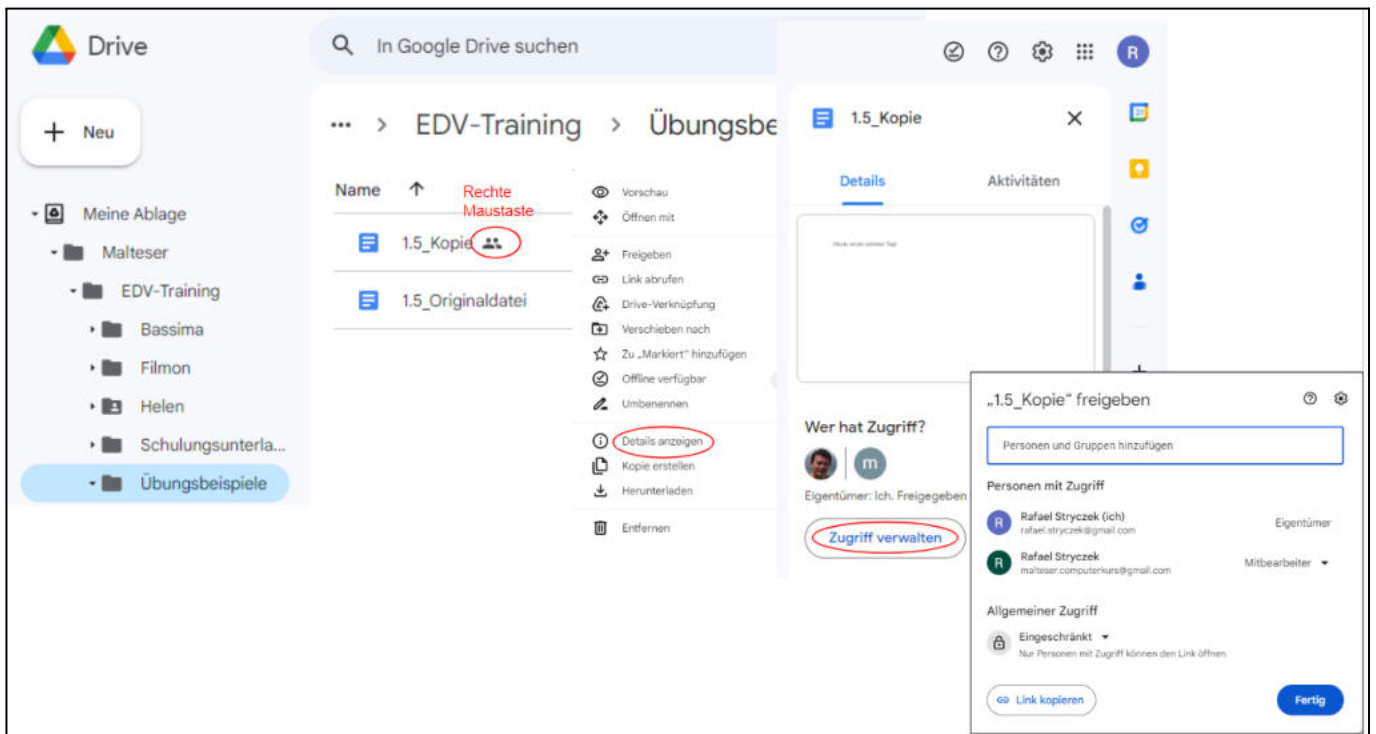 Drive
In Google Drive suchen
R
Neu
Meine Ablage
Malteser
EDV-Training
Bassima
Filmon
Helen
Schulungsunterla...
Übungsbeispiele
... > EDV-Training > Übungsbe
Name
Rechte
Maustaste
1.5_Kopie
1.5_Originaldatei
Vorschau
Öffnen mit
Freigeben
Link abrufen
Drive-Verknüpfung
Verschieben nach
Zu „Markiert“ hinzufügen
Offline verfügbar
Umbenennen
Details anzeigen
Kopie erstellen
Herunterladen
Entfernen
1.5_Kopie
31
Details Aktivitäten
Wer hat Zugriff?
m
Eigentümer: Ich. Freigegeben
Zugriff verwalten
„1.5_Kopie“ freigeben
Personen und Gruppen hinzufügen
Personen mit Zugriff
R
Rafael Stryczek (ich)
rafael.stryczek@gmail.com
Eigentümer
R
Rafael Stryczek
malteser.computerkurs@gmail.com
Mitbearbeiter
Allgemeiner Zugriff
Eingeschränkt
Nur Personen mit Zugriff können den Link öffnen
Link kopieren
Fertig